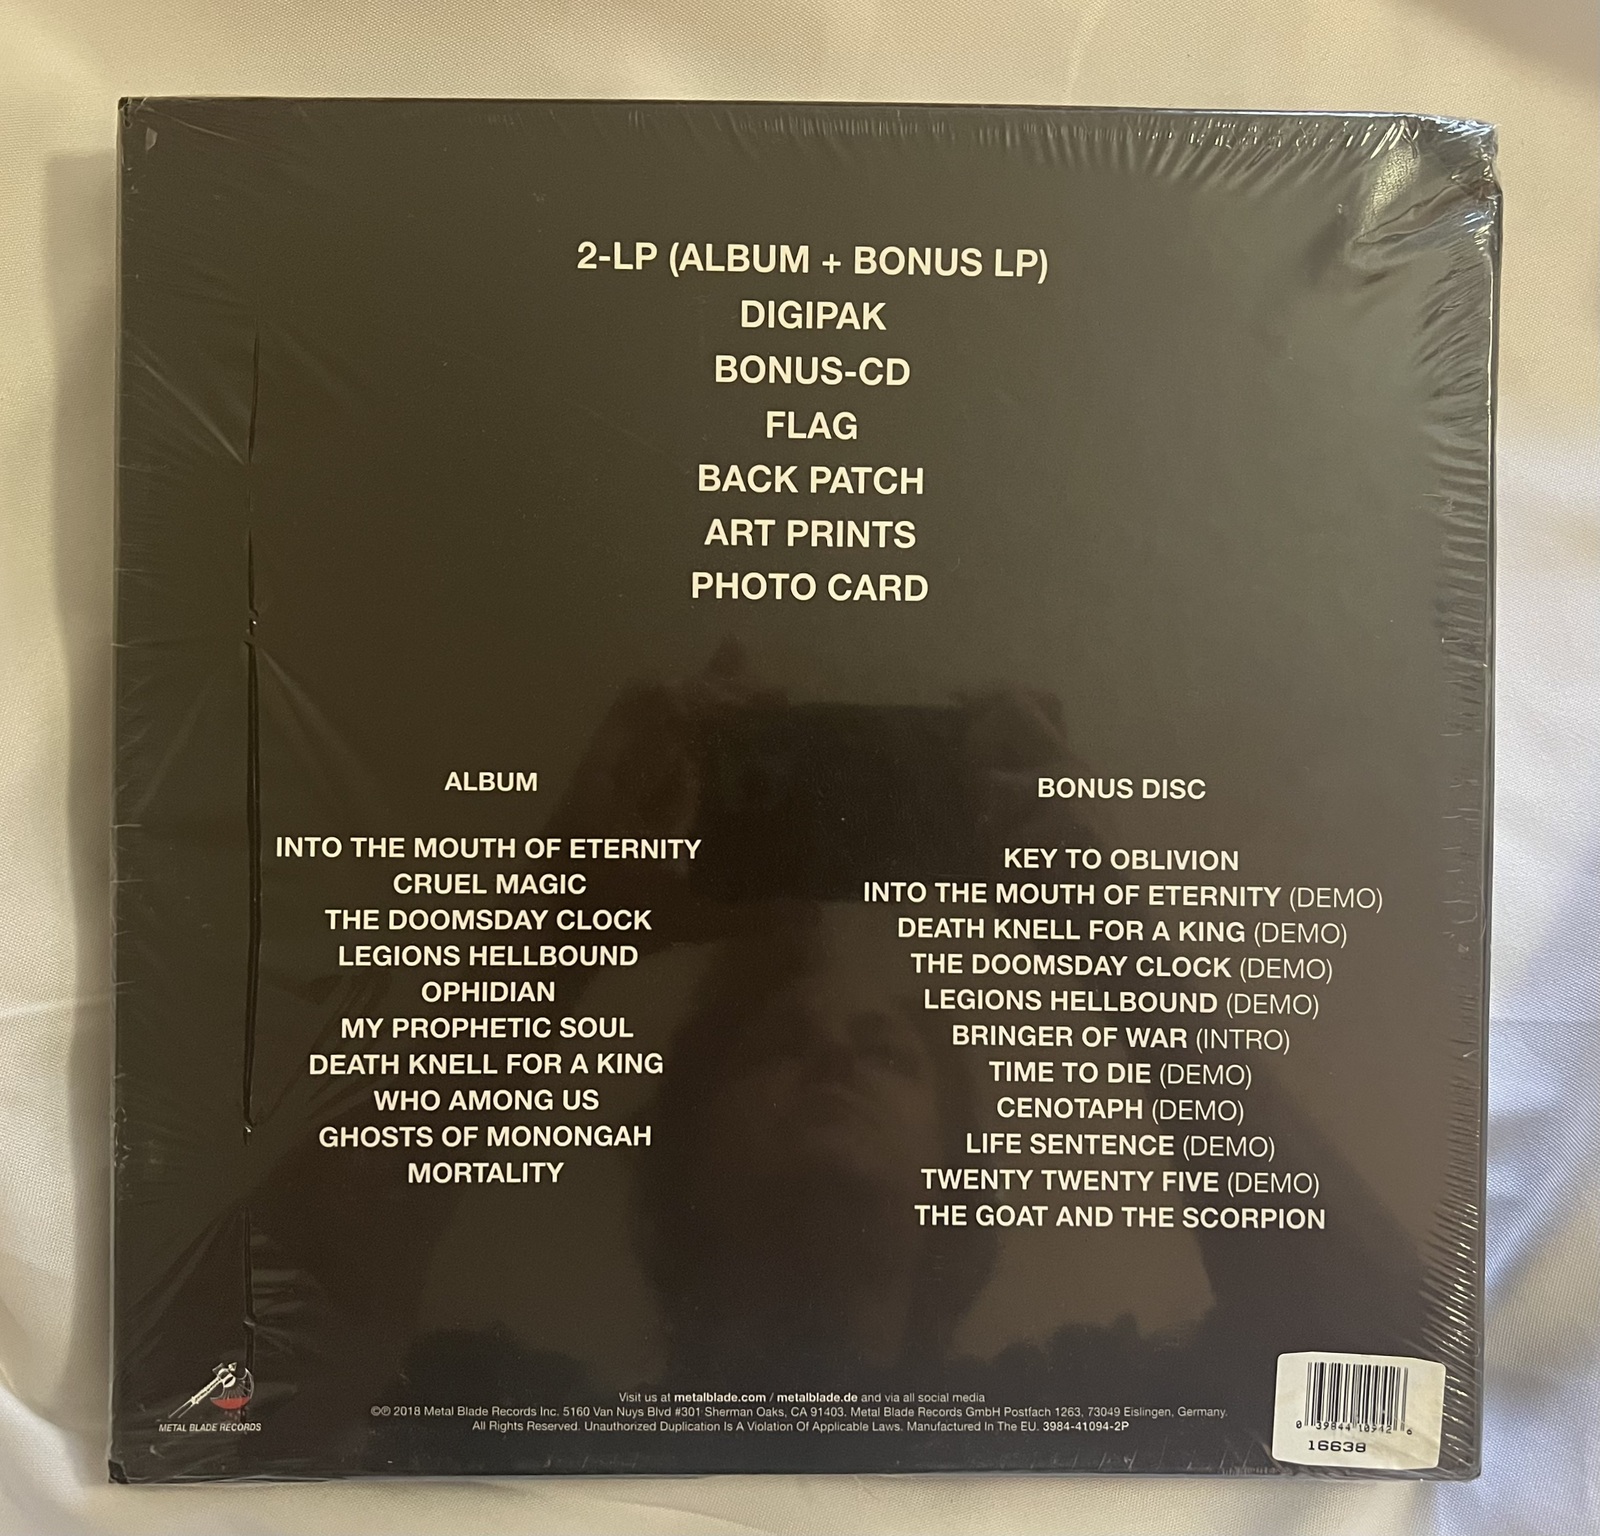 2-LP (ALBUM + BONUS LP)
DIGIPAK
BONUS-CD
FLAG
BACK PATCH
ART PRINTS
PHOTO CARD
ALBUM
INTO THE MOUTH OF ETERNITY
CRUEL MAGIC
THE DOOMSDAY CLOCK
LEGIONS HELLBOUND
OPHIDIAN
MY PROPHETIC SOUL
DEATH KNELL FOR A KING
WHO AMONG US
GHOSTS OF MONONGAH
MORTALITY
BONUS DISC
KEY TO OBLIVION
INTO THE MOUTH OF ETERNITY (DEMO)
DEATH KNELL FOR A KING (DEMO)
THE DOOMSDAY CLOCK (DEMO)
LEGIONS HELLBOUND (DEMO)
BRINGER OF WAR (INTRO)
TIME TO DIE (DEMO)
CENOTAPH (DEMO)
LIFE SENTENCE (DEMO)
TWENTY TWENTY FIVE (DEMO)
THE GOAT AND THE SCORPION
METAL BLADE RECORDS
Visit us at metalblade.com / metalblade.de and via all social media
©℗ 2018 Metal Blade Records Inc. 5160 Van Nuys Blvd #301 Sherman Oaks, CA 91403. Metal Blade Records GmbH Postfach 1263, 73049 Eislingen, Germany.
All Rights Reserved. Unauthorized Duplication Is A Violation Of Applicable Laws. Manufactured In The EU. 3984-41094-2P
0 39844 10942 6
16638